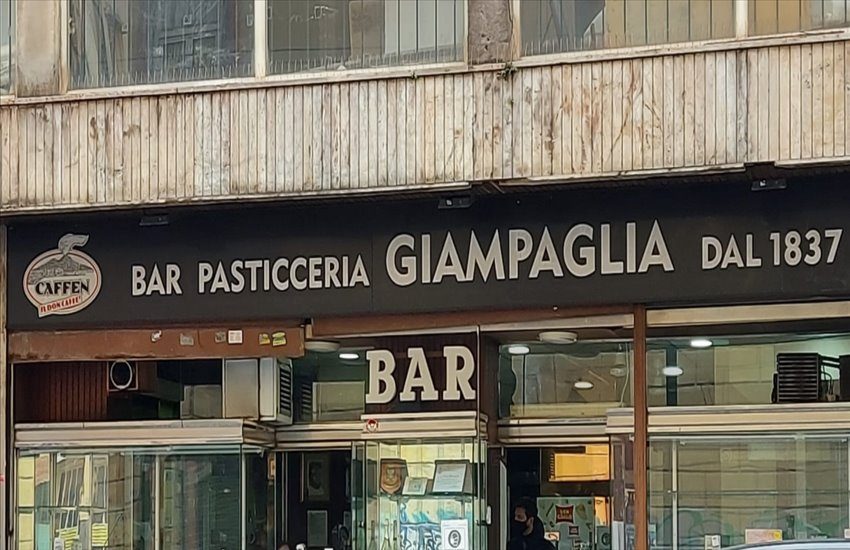 CAFFEN
IL DON CAFFÈ
BAR PASTICCERIA GIAMPAGLIA DAL 1837
BAR